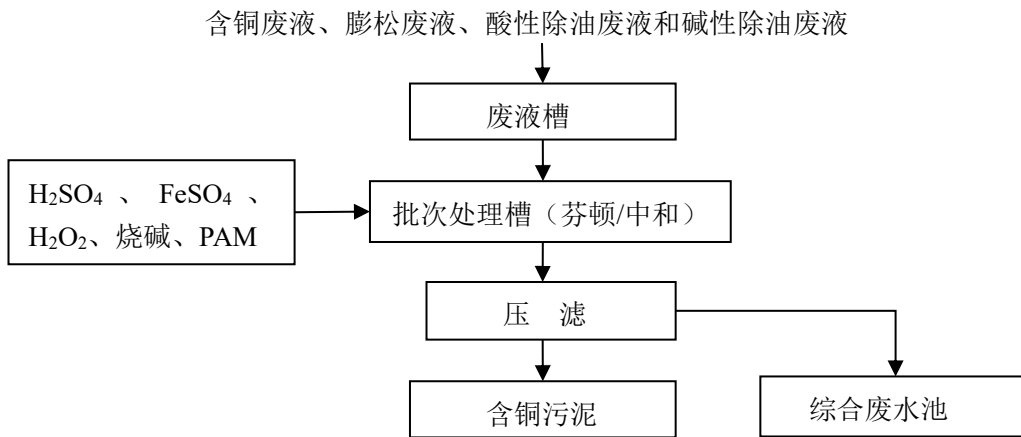 含铜废液、膨松废液、酸性除油废液和碱性除油废液
废液槽
H₂SO₄ 、 FeSO₄ 、
H₂O₂、烧碱、PAM
批次处理槽（芬顿/中和）
压 滤
含铜污泥
综合废水池